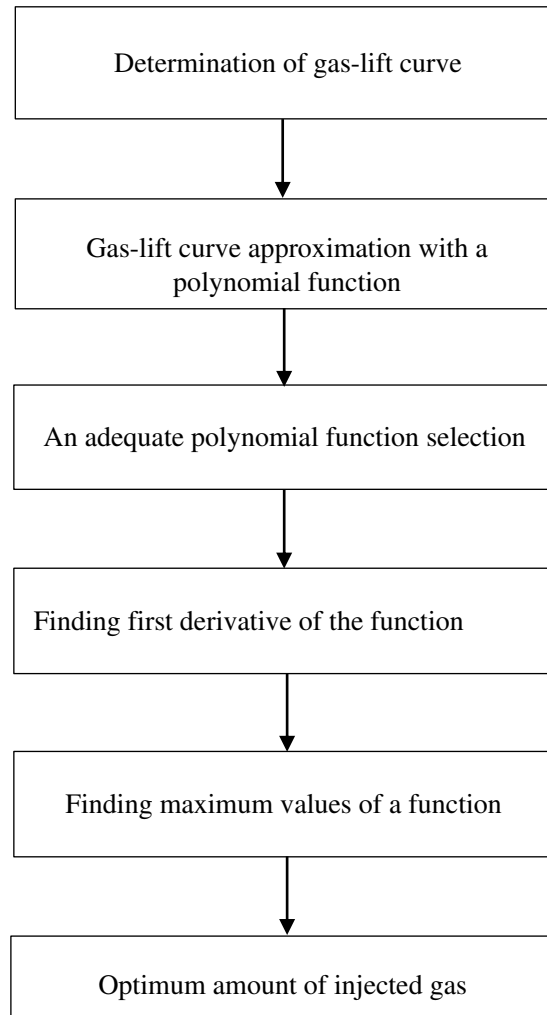 Determination of gas-lift curve
Gas-lift curve approximation with a
polynomial function
An adequate polynomial function selection
Finding first derivative of the function
Finding maximum values of a function
Optimum amount of injected gas